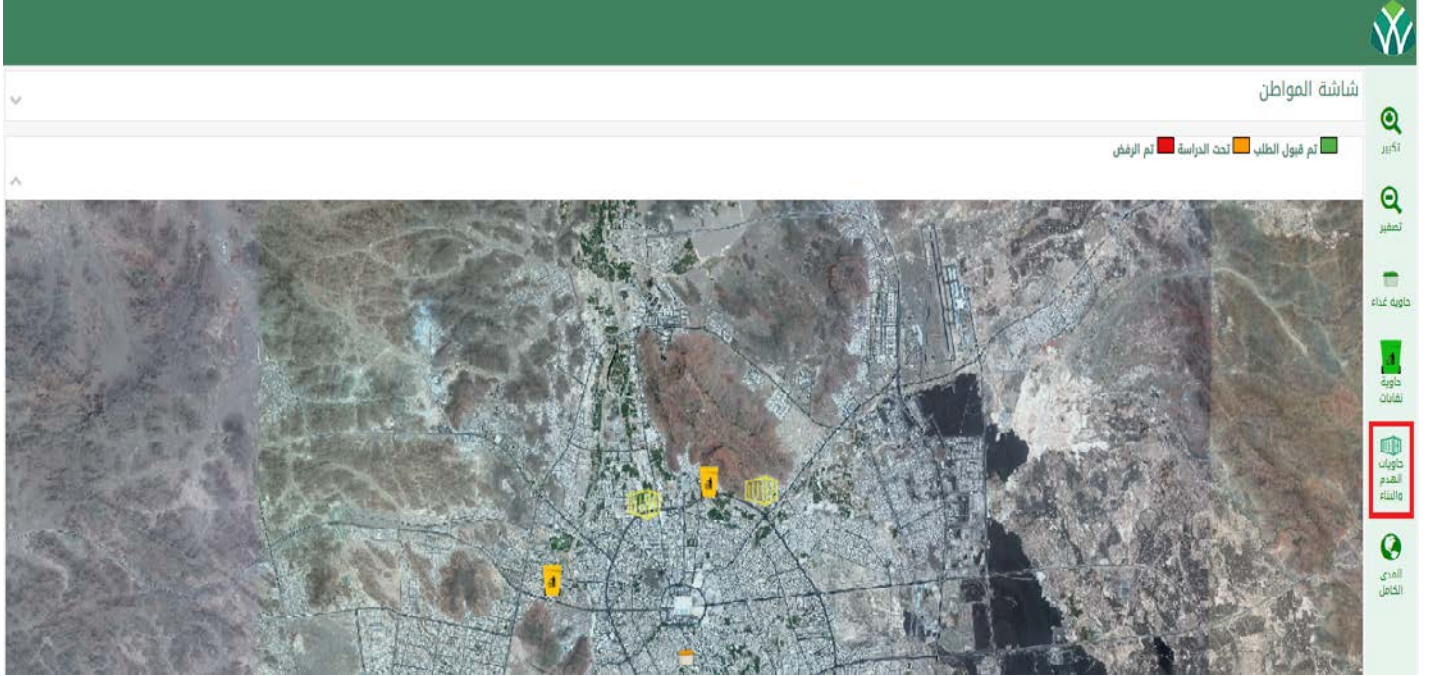 شاشة المواطن
تم قبول الطلب تحت الدراسة تم الرفض
تكبير
تصغير
حاوية غداء
حاوية
نفايات
حاويات
الهدم
والبناء
المدى
الكامل